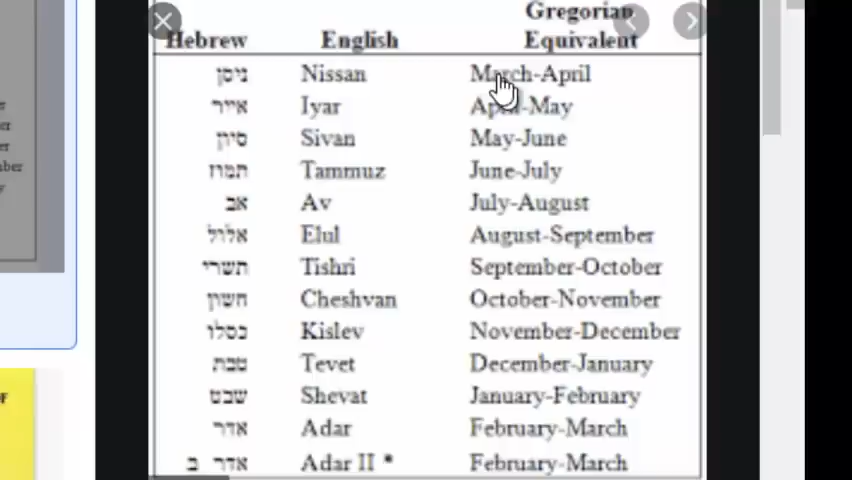 Gregorian
Hebrew English Equivalent
ניסן Nissan March-April
אייר Iyar April-May
סיון Sivan May-June
תמוז Tammuz June-July
אב Av July-August
אלול Elul August-September
תשרי Tishri September-October
חשון Cheshvan October-November
כסלו Kislev November-December
טבת Tevet December-January
שבט Shevat January-February
אדר Adar February-March
אדר ב Adar II * February-March